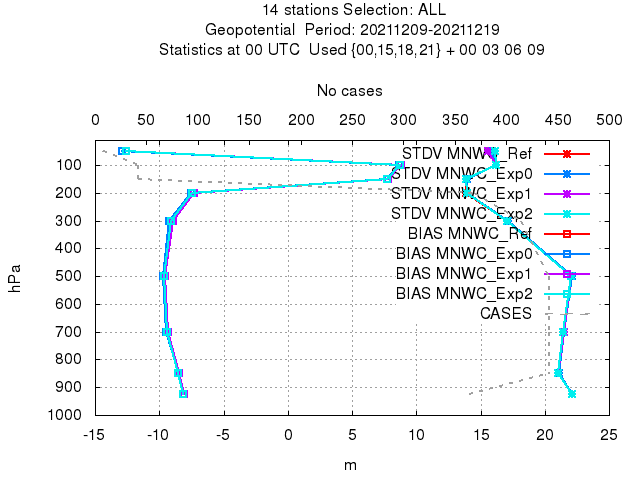 14 stations Selection: ALL
Geopotential  Period: 20211209-20211219
Statistics at 00 UTC  Used {00,15,18,21} + 00 03 06 09
No cases
0 50 100 150 200 250 300 350 400 450 500
STDV MNWC_Ref
100
STDV MNWC_Exp0
200
STDV MNWC_Exp1
STDV MNWC_Exp2
300
BIAS MNWC_Ref
400
BIAS MNWC_Exp0
hPa
500
BIAS MNWC_Exp1
BIAS MNWC_Exp2
600
CASES
700
800
900
1000
-15 -10 -5 0 5 10 15 20 25
m